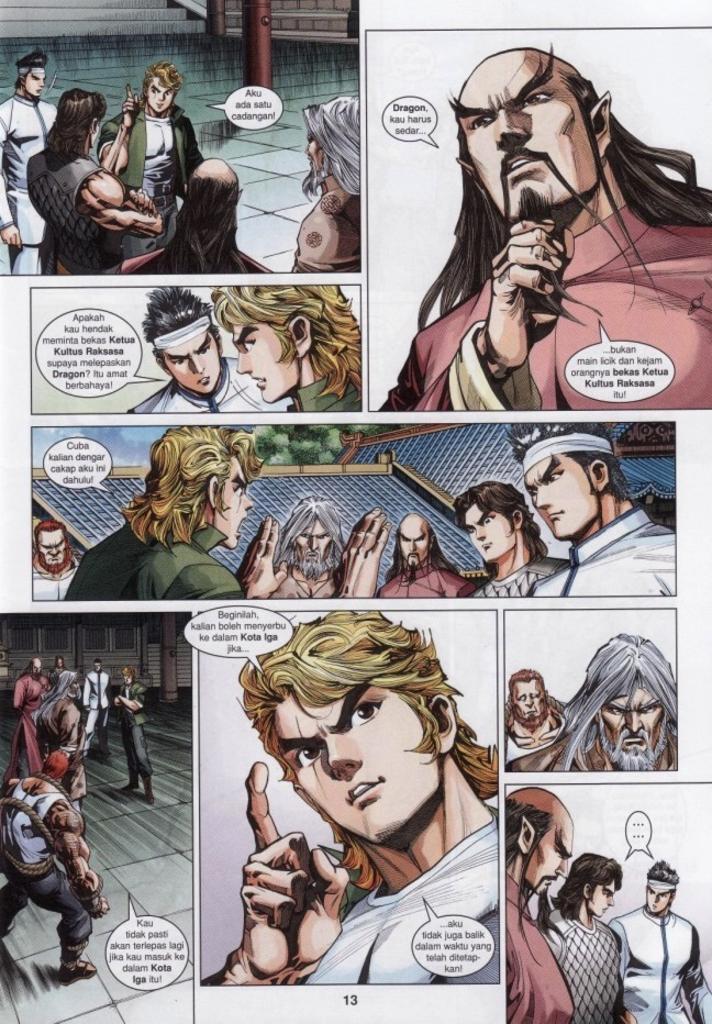 Aku
ada satu
cadangan!
Dragon,
kau harus
sedar...
...bukan
main licik dan kejam
orangnya bekas Ketua
Kultus Raksasa
itu!
Apakah
kau hendak
meminta bekas Ketua
Kultus Raksasa
supaya melepaskan
Dragon? Itu amat
berbahaya!
Cuba
kalian dengar
cakap aku ini
dahulu!
Kau
tidak pasti
akan terlepas lagi
jika kau masuk ke
dalam Kota
Iga itu!
Beginilah,
kalian boleh menyerbu
ke dalam Kota Iga
jika...
...aku
tidak juga balik
dalam waktu yang
telah ditetap-
kan!
...
...
13